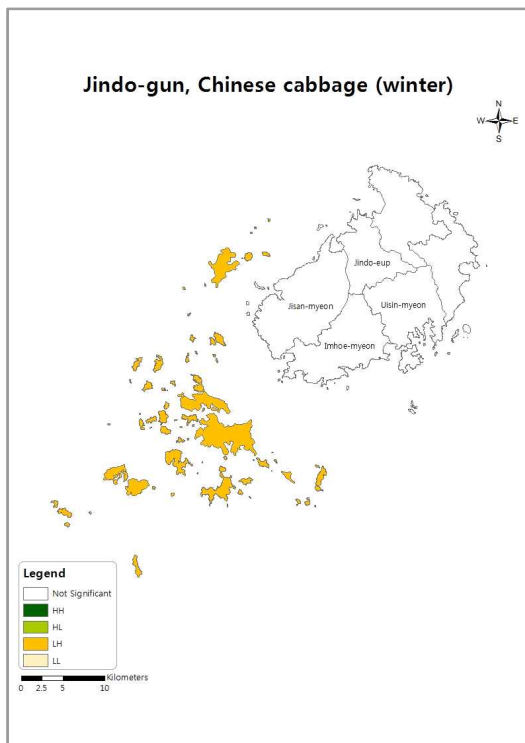 Jindo-gun, Chinese cabbage (winter)
N
W E
S
Jindo-eup
Jisan-myeon
Uisin-myeon
Imhoe-myeon
Legend
Not Significant
HH
HL
LH
LL
Kilometers
0 2.5 5 10